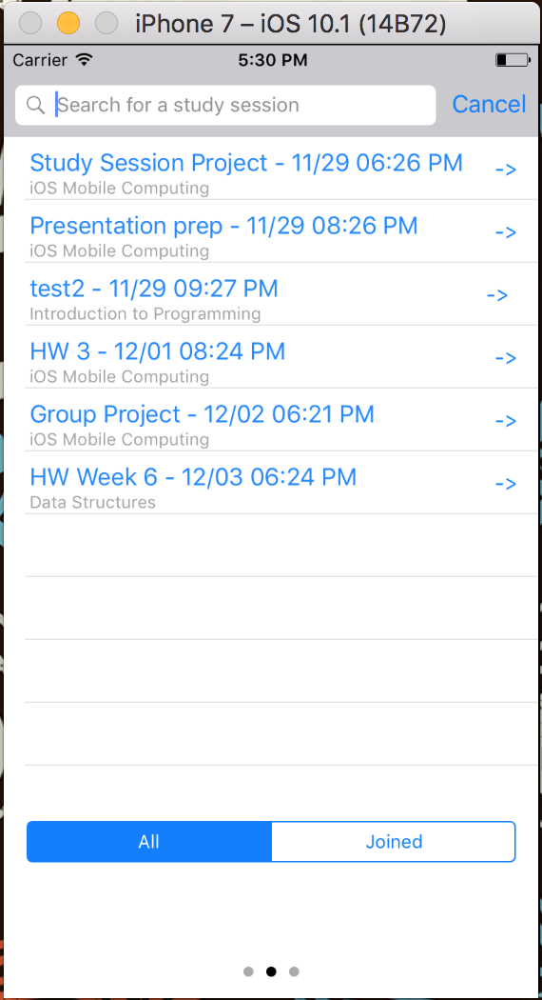 iPhone 7 – iOS 10.1 (14B72)
Carrier 5:30 PM
Search for a study session Cancel
Study Session Project - 11/29 06:26 PM ->
iOS Mobile Computing
Presentation prep - 11/29 08:26 PM ->
iOS Mobile Computing
test2 - 11/29 09:27 PM ->
Introduction to Programming
HW 3 - 12/01 08:24 PM ->
iOS Mobile Computing
Group Project - 12/02 06:21 PM ->
iOS Mobile Computing
HW Week 6 - 12/03 06:24 PM ->
Data Structures
All Joined